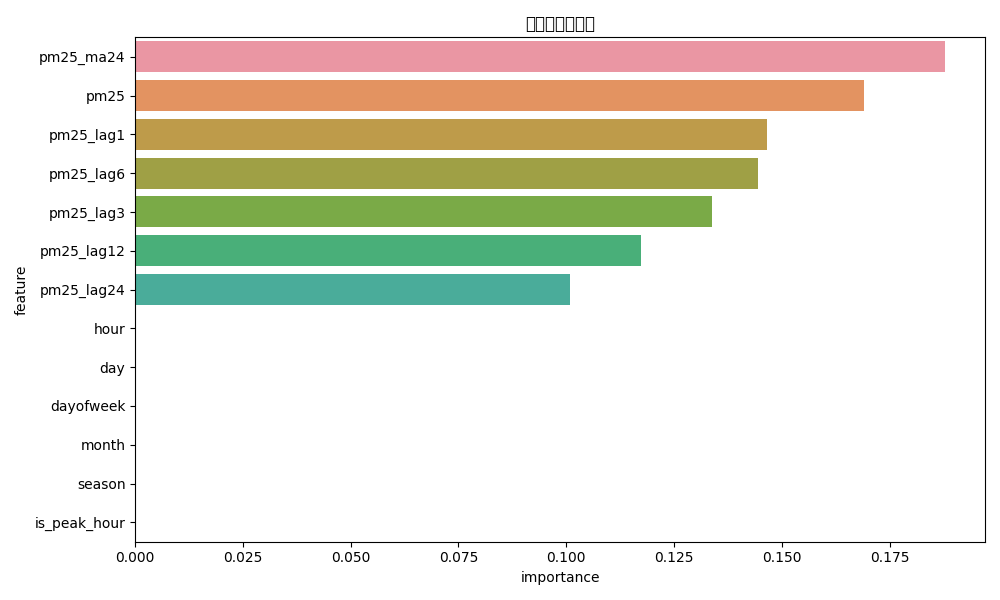 pm25_ma24
pm25
pm25_lag1
pm25_lag6
pm25_lag3
pm25_lag12
pm25_lag24
hour
day
dayofweek
month
season
is_peak_hour
feature
0.000
0.025
0.050
0.075
0.100
0.125
0.150
0.175
importance